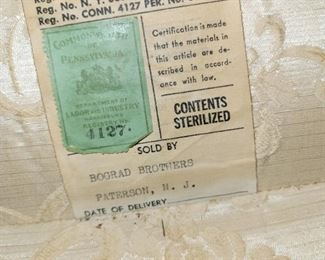 Reg. No. N. Y.
Reg. No. CONN. 4127 PER. No.
COMMONWEALTH
OF
PENNSYLVANIA
DEPARTMENT OF
LABOR AND INDUSTRY
REGISTRY NO.
4127.
Certification is made
that the materials in
this article are de-
scribed in accord-
ance with law.
CONTENTS
STERILIZED
SOLD BY
BOGRAD BROTHERS
PATERSON, N. J.
DATE OF DELIVERY